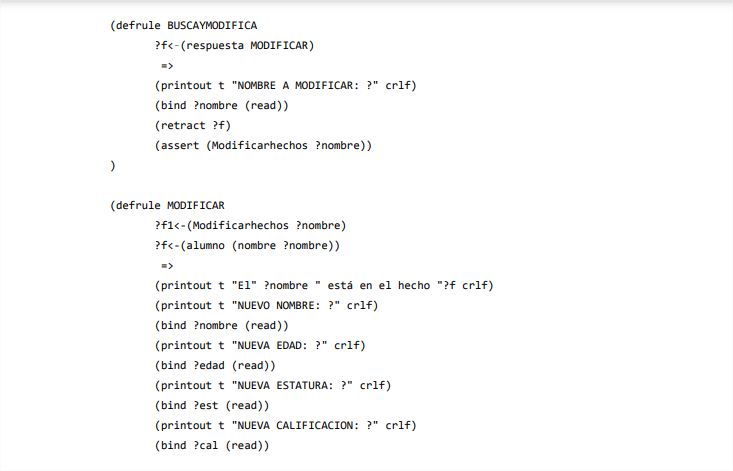 (defrule BUSCAYMODIFICA
?f<-(respuesta MODIFICAR)
=>
(printout t "NOMBRE A MODIFICAR: ?" crlf)
(bind ?nombre (read))
(retract ?f)
(assert (Modificarhechos ?nombre))
)
(defrule MODIFICAR
?f1<-(Modificarhechos ?nombre)
?f<-(alumno (nombre ?nombre))
=>
(printout t "El" ?nombre " está en el hecho "?f crlf)
(printout t "NUEVO NOMBRE: ?" crlf)
(bind ?nombre (read))
(printout t "NUEVA EDAD: ?" crlf)
(bind ?edad (read))
(printout t "NUEVA ESTATURA: ?" crlf)
(bind ?est (read))
(printout t "NUEVA CALIFICACION: ?" crlf)
(bind ?cal (read))